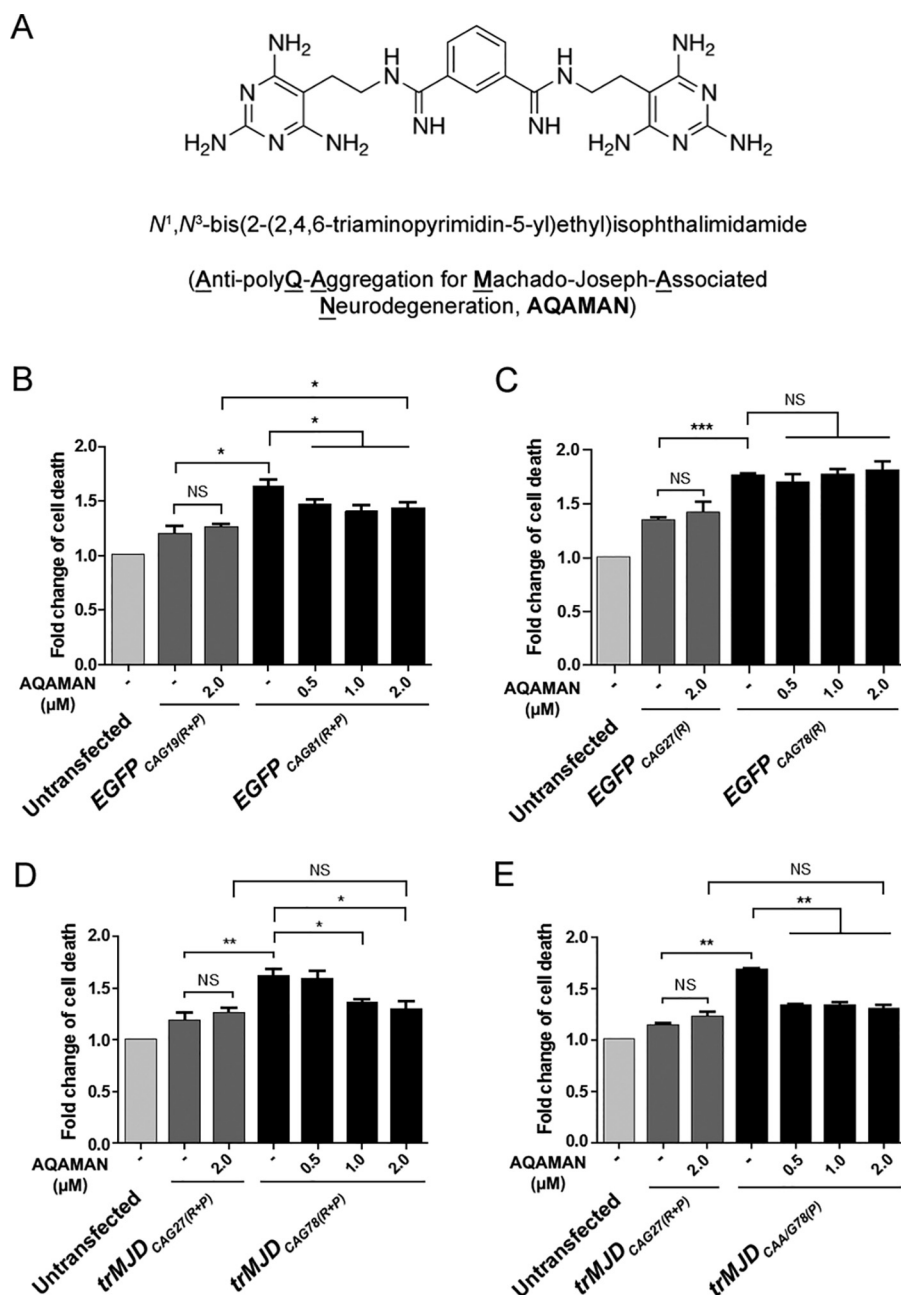 A
NH2
H
N
H
N
NH2
N
N
H2N
N
NH2
NH
NH
H2N
N
NH2
N¹,N³-bis(2-(2,4,6-triaminopyrimidin-5-yl)ethyl)isophthalimidamide
(Anti-polyQ-Aggregation for Machado-Joseph-Associated
Neurodegeneration, AQAMAN)
B
*
*
*
NS
2.0
1.5
1.0
0.5
0.0
Fold change of cell death
AQAMAN
(µM)
- - 2.0 - 0.5 1.0 2.0
Untransfected
EGFP CAG19(R+P)
EGFP CAG81(R+P)
C
NS
***
NS
2.0
1.5
1.0
0.5
0.0
Fold change of cell death
AQAMAN
(µM)
- - 2.0 - 0.5 1.0 2.0
Untransfected
EGFP CAG27(R)
EGFP CAG78(R)
D
NS
*
*
**
NS
2.0
1.5
1.0
0.5
0.0
Fold change of cell death
AQAMAN
(µM)
- - 2.0 - 0.5 1.0 2.0
Untransfected
trMJD CAG27(R+P)
trMJD CAG78(R+P)
E
NS
**
**
NS
2.0
1.5
1.0
0.5
0.0
Fold change of cell death
AQAMAN
(µM)
- - 2.0 - 0.5 1.0 2.0
Untransfected
trMJD CAG27(R+P)
trMJD CAA/G78(P)